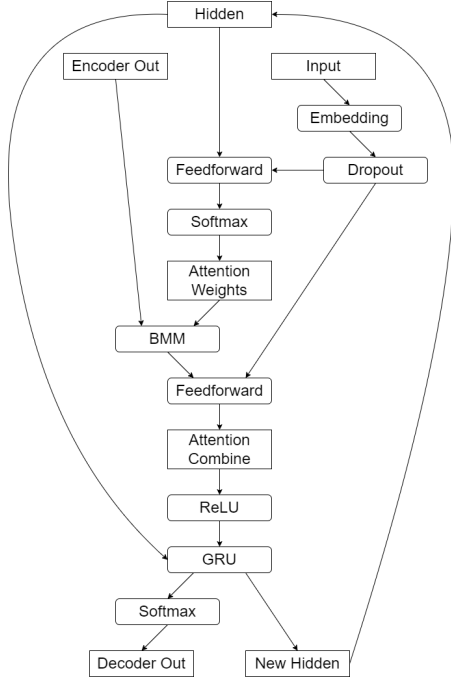 Hidden
Encoder Out
Input
Embedding
Feedforward
Dropout
Softmax
Attention
Weights
BMM
Feedforward
Attention
Combine
ReLU
GRU
Softmax
Decoder Out
New Hidden